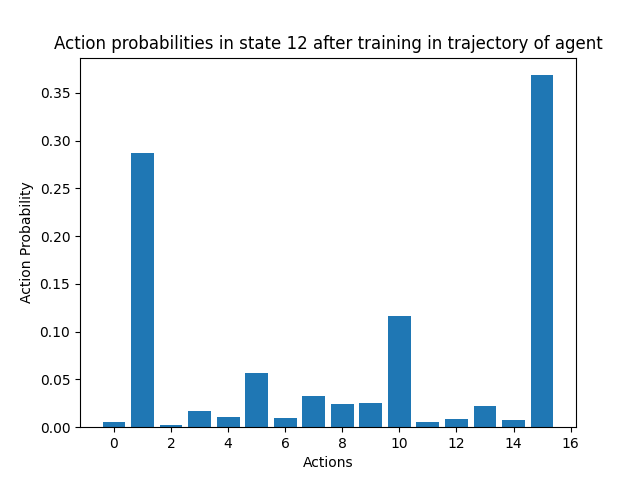 Action probabilities in state 12 after training in trajectory of agent
0.35
0.30
0.25
0.20
0.15
0.10
0.05
0.00
Action Probability
0 2 4 6 8 10 12 14 16
Actions